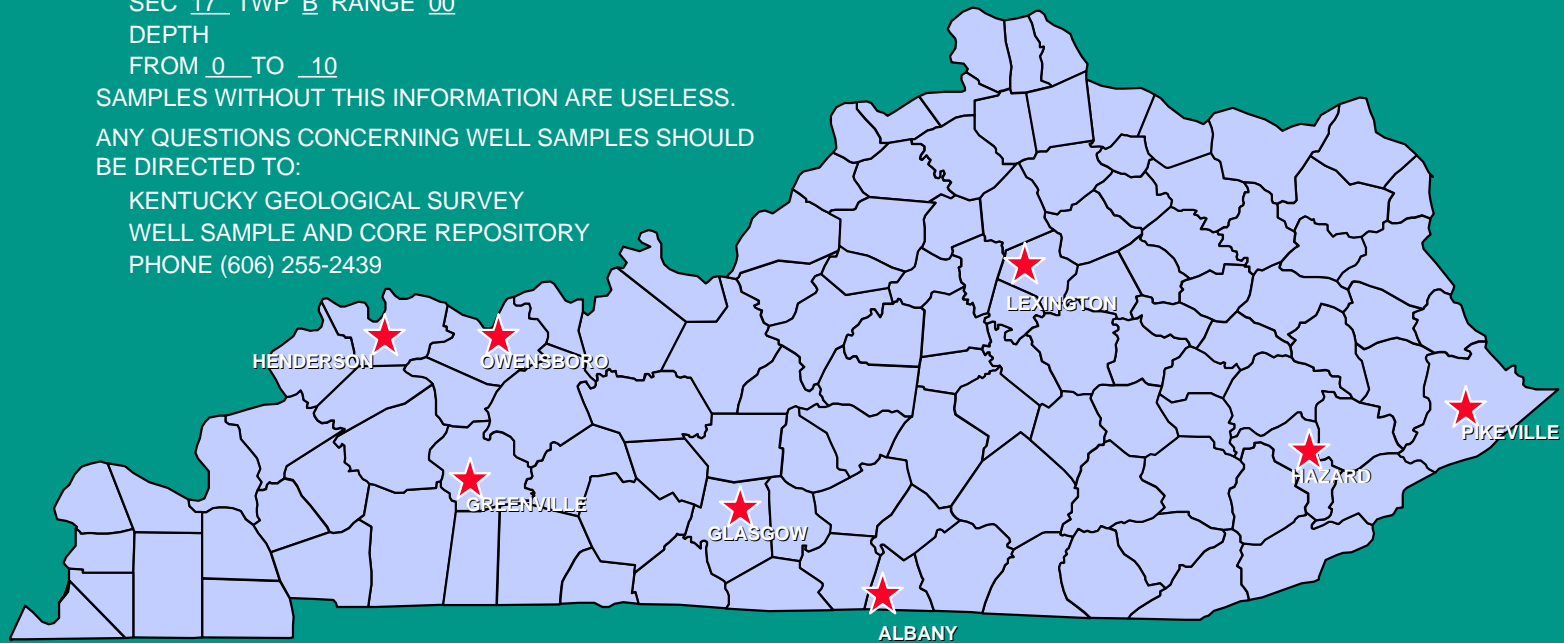 SEC 17 TWP B RANGE 00
DEPTH
FROM 0 TO 10
SAMPLES WITHOUT THIS INFORMATION ARE USELESS.
ANY QUESTIONS CONCERNING WELL SAMPLES SHOULD
BE DIRECTED TO:
KENTUCKY GEOLOGICAL SURVEY
WELL SAMPLE AND CORE REPOSITORY
PHONE (606) 255-2439
LEXINGTON
HENDERSON
OWENSBORO
PIKEVILLE
HAZARD
GREENVILLE
GLASGOW
ALBANY